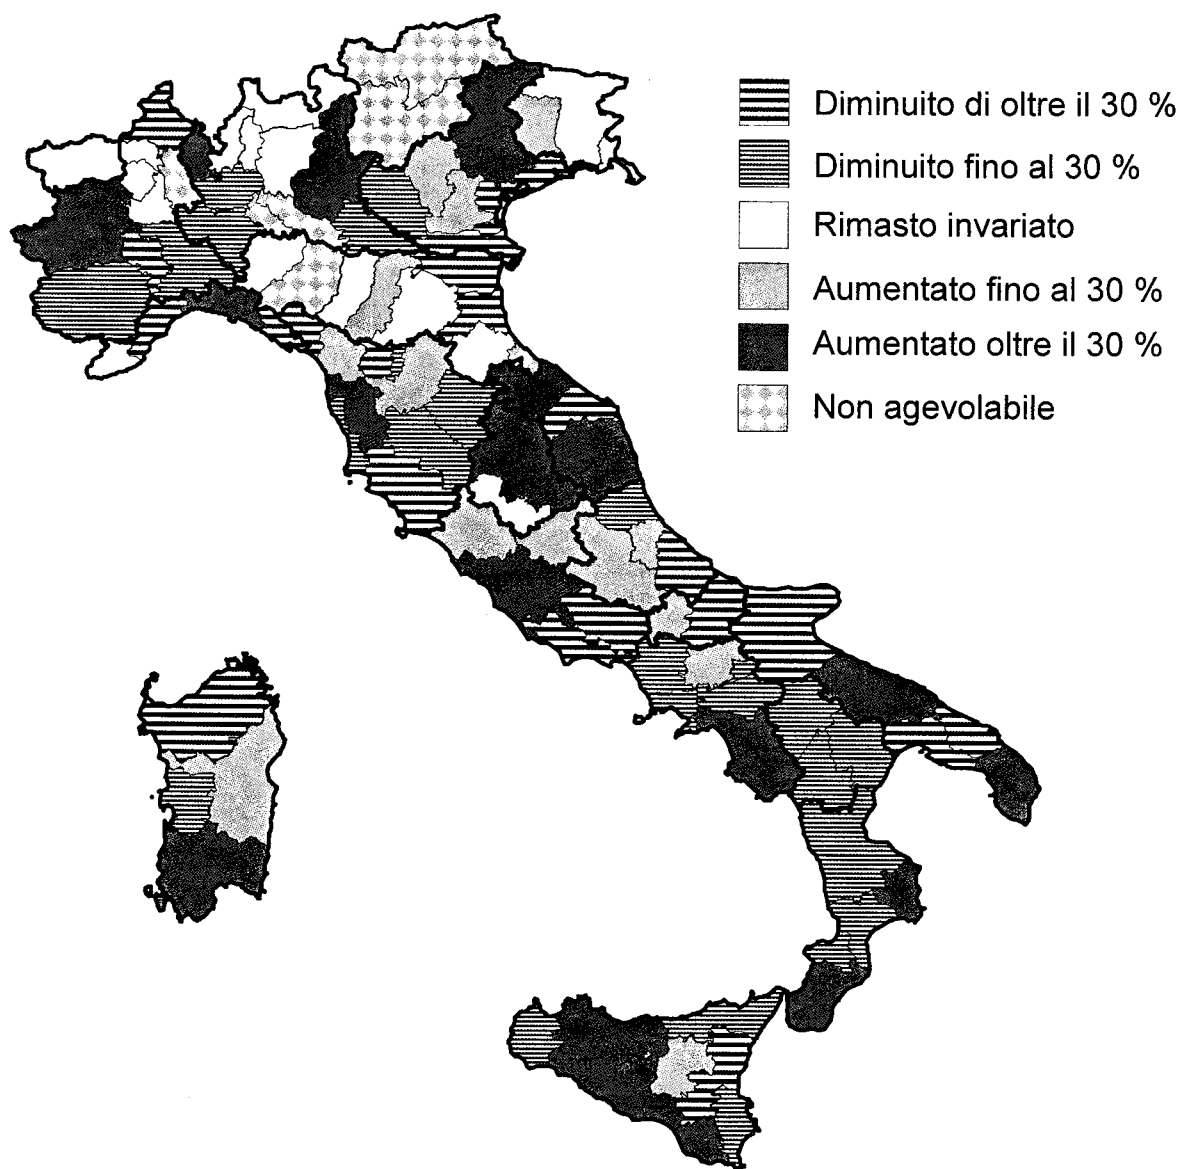 Diminuito di oltre il 30 %
Diminuito fino al 30 %
Rimasto invariato
Aumentato fino al 30 %
Aumentato oltre il 30 %
Non agevolabile